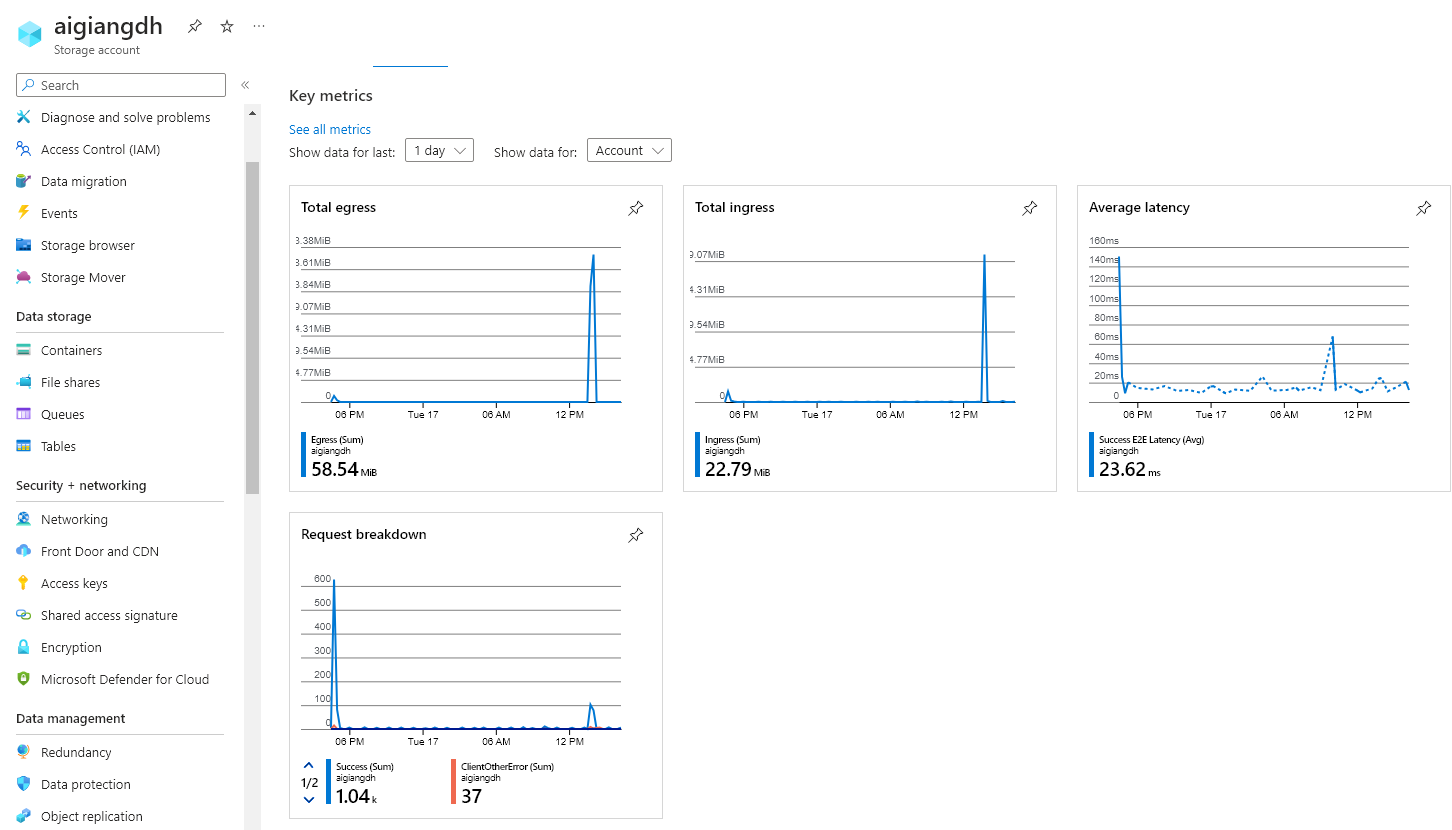 aigiangdh
Storage account
Search
Diagnose and solve problems
Access Control (IAM)
Data migration
Events
Storage browser
Storage Mover
Data storage
Containers
File shares
Queues
Tables
Security + networking
Networking
Front Door and CDN
Access keys
Shared access signature
Encryption
Microsoft Defender for Cloud
Data management
Redundancy
Data protection
Object replication
Key metrics
See all metrics
Show data for last: 1 day Show data for: Account
Total egress
3.38MiB
3.61MiB
3.84MiB
9.07MiB
4.31MiB
9.54MiB
4.77MiB
0
06 PM Tue 17 06 AM 12 PM
Egress (Sum)
aigiangdh
58.54 MiB
Total ingress
9.07MiB
4.31MiB
9.54MiB
4.77MiB
0
06 PM Tue 17 06 AM 12 PM
Ingress (Sum)
aigiangdh
22.79 MiB
Average latency
160ms
140ms
120ms
100ms
80ms
60ms
40ms
20ms
0
06 PM Tue 17 06 AM 12 PM
Success E2E Latency (Avg)
aigiangdh
23.62 ms
Request breakdown
600
500
400
300
200
100
0
06 PM Tue 17 06 AM 12 PM
1/2
Success (Sum)
aigiangdh
1.04 k
ClientOtherError (Sum)
aigiangdh
37